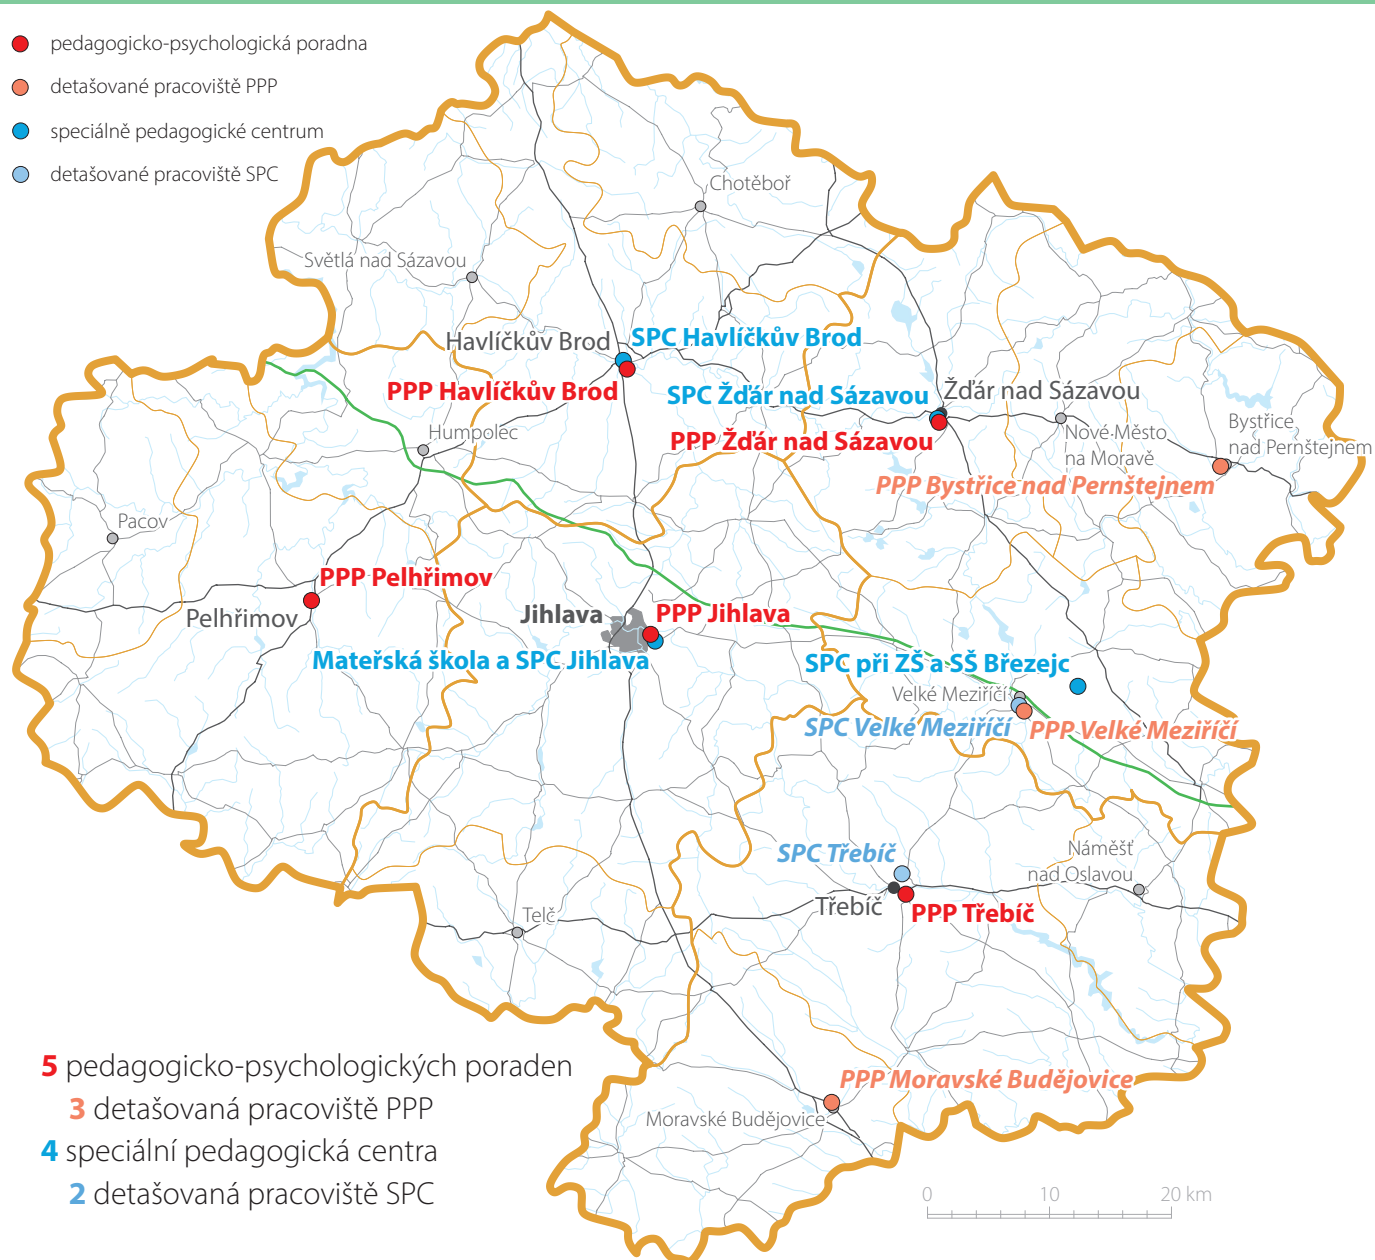 pedagogicko-psychologická poradna
detašované pracoviště PPP
speciálně pedagogické centrum
detašované pracoviště SPC
Chotěboř
Světlá nad Sázavou
Havlíčkův Brod
SPC Havlíčkův Brod
PPP Havlíčkův Brod
SPC Žďár nad Sázavou
Žďár nad Sázavou
PPP Žďár nad Sázavou
Humpolec
Nové Město
na Moravě
Bystřice
nad Pernštejnem
PPP Bystřice nad Pernštejnem
Pacov
PPP Pelhřimov
Pelhřimov
Jihlava
PPP Jihlava
Mateřská škola a SPC Jihlava
SPC při ZŠ a SŠ Březejc
Velké Meziříčí
SPC Velké Meziříčí
PPP Velké Meziříčí
SPC Třebíč
Náměšť
nad Oslavou
Třebíč
PPP Třebíč
Telč
PPP Moravské Budějovice
Moravské Budějovice
5 pedagogicko-psychologických poraden
3 detašovaná pracoviště PPP
4 speciální pedagogická centra
2 detašovaná pracoviště SPC
0 10 20 km